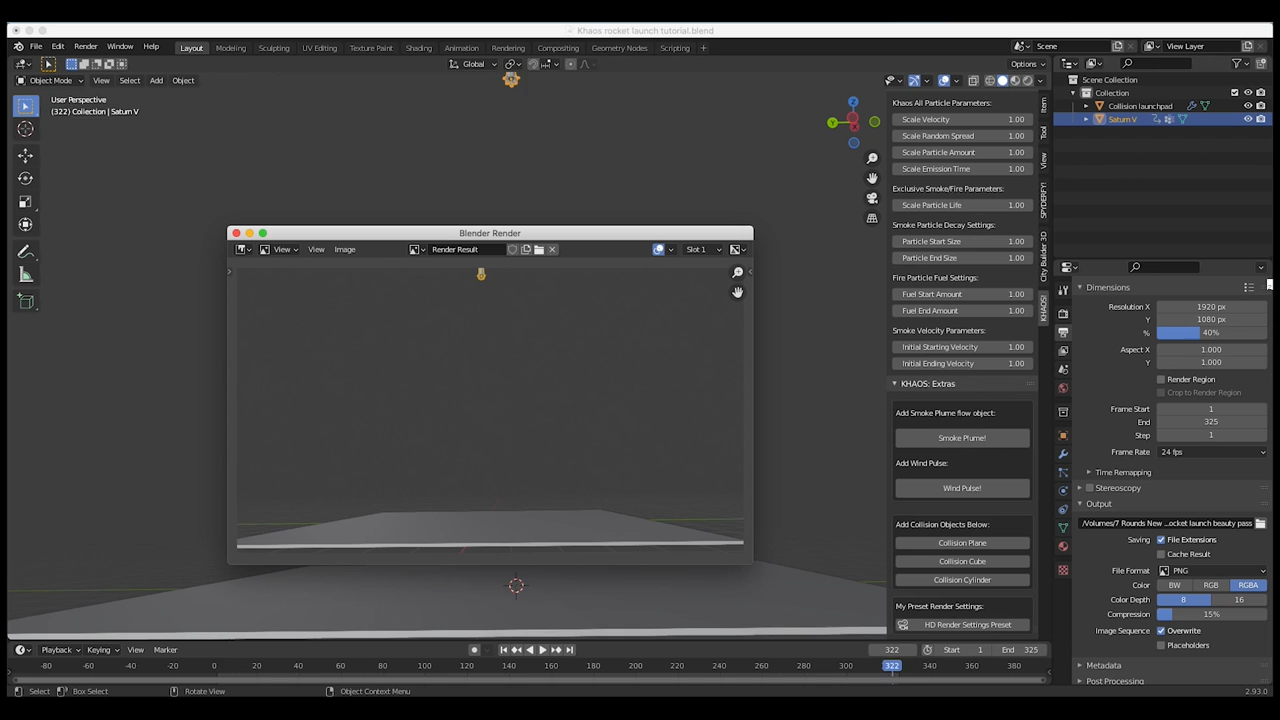 Khaos rocket launch tutorial.blend
File Edit Render Window Help Layout Modeling Sculpting UV Editing Texture Paint Shading Animation Rendering Compositing Geometry Nodes Scripting Scene View Layer
Global Options
Object Mode View Select Add Object
User Perspective
(322) Collection | Saturn V
Scene Collection
Collection
Collision launchpad
Saturn V
Z
Y
X
Khaos All Particle Parameters:
Scale Velocity 1.00
Scale Random Spread 1.00
Scale Particle Amount 1.00
Scale Emission Time 1.00
Exclusive Smoke/Fire Parameters:
Scale Particle Life 1.00
Smoke Particle Decay Settings:
Particle Start Size 1.00
Particle End Size 1.00
Fire Particle Fuel Settings:
Fuel Start Amount 1.00
Fuel End Amount 1.00
Smoke Velocity Parameters:
Initial Starting Velocity 1.00
Initial Ending Velocity 1.00
KHAOS: Extras
Add Smoke Plume flow object:
Smoke Plume!
Add Wind Pulse:
Wind Pulse!
Add Collision Objects Below:
Collision Plane
Collision Cube
Collision Cylinder
My Preset Render Settings:
HD Render Settings Preset
Item
Tool
View
SPYDERFY!
City Builder 3D
KHAOS!
Blender Render
View View Image Render Result Slot 1
Dimensions
Resolution X 1920 px
Y 1080 px
% 40%
Aspect X 1.000
Y 1.000
Render Region
Crop to Render Region
Frame Start 1
End 325
Step 1
Frame Rate 24 fps
Time Remapping
Stereoscopy
Output
/Volumes/7 Rounds New ...ocket launch beauty pass
Saving File Extensions
Cache Result
File Format PNG
Color BW RGB RGBA
Color Depth 8 16
Compression 15%
Image Sequence Overwrite
Placeholders
Metadata
Post Processing
Playback Keying View Marker 322 Start 1 End 325
-80 -60 -40 -20 0 20 40 60 80 100 120 140 160 180 200 220 240 260 280 300 322 340 360 380
Select Box Select Rotate View Object Context Menu 2.93.0